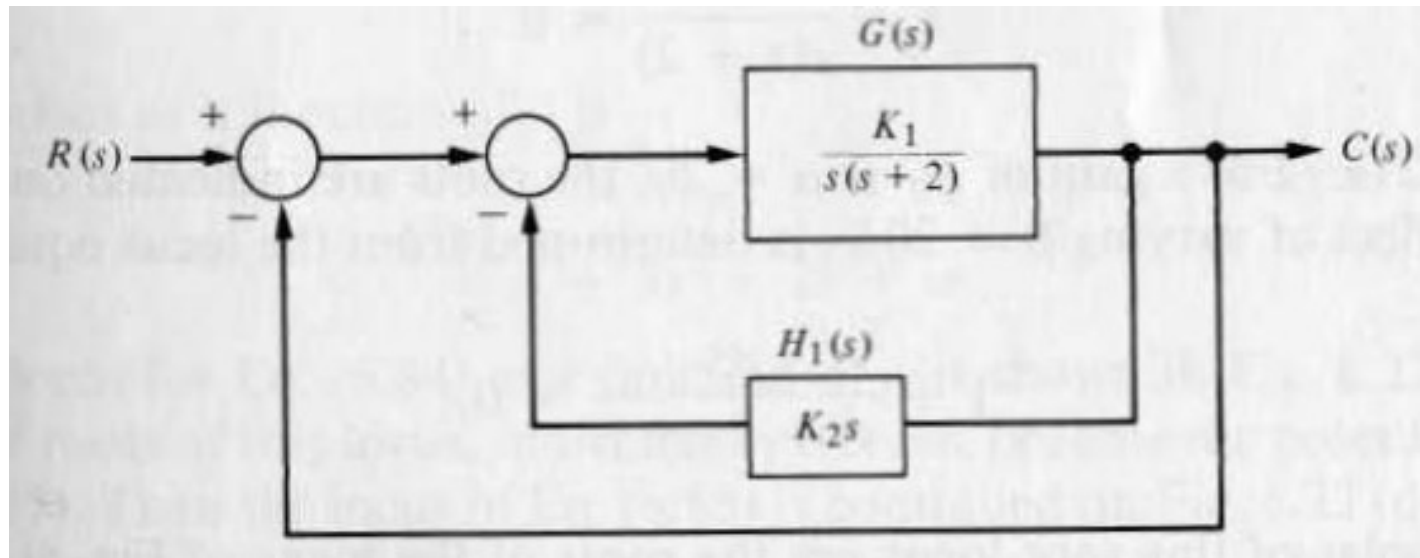 G(s)
+
+
K₁
R(s)
C(s)
s(s + 2)
−
−
H₁(s)
K₂s